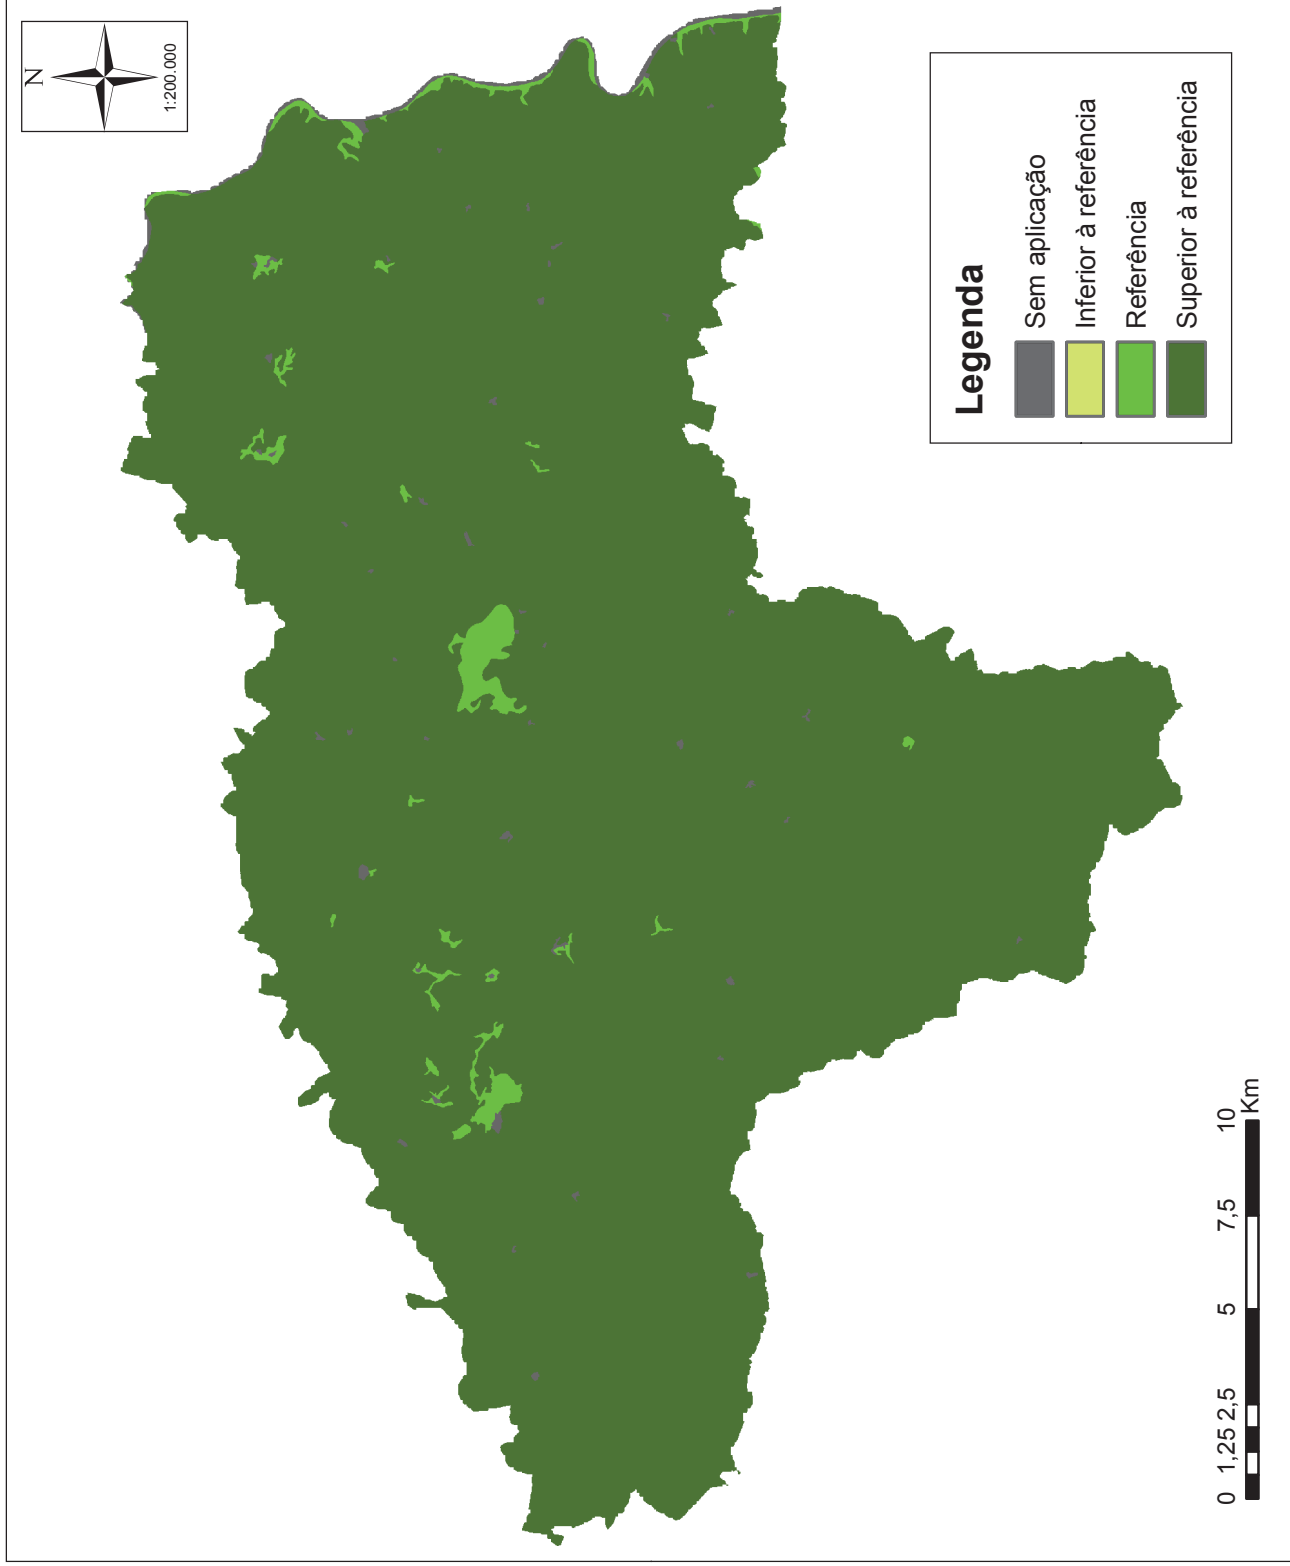 N
1:200.000
Legenda
Sem aplicação
Inferior à referência
Referência
Superior à referência
0 1,25 2,5 5 7,5 10
Km